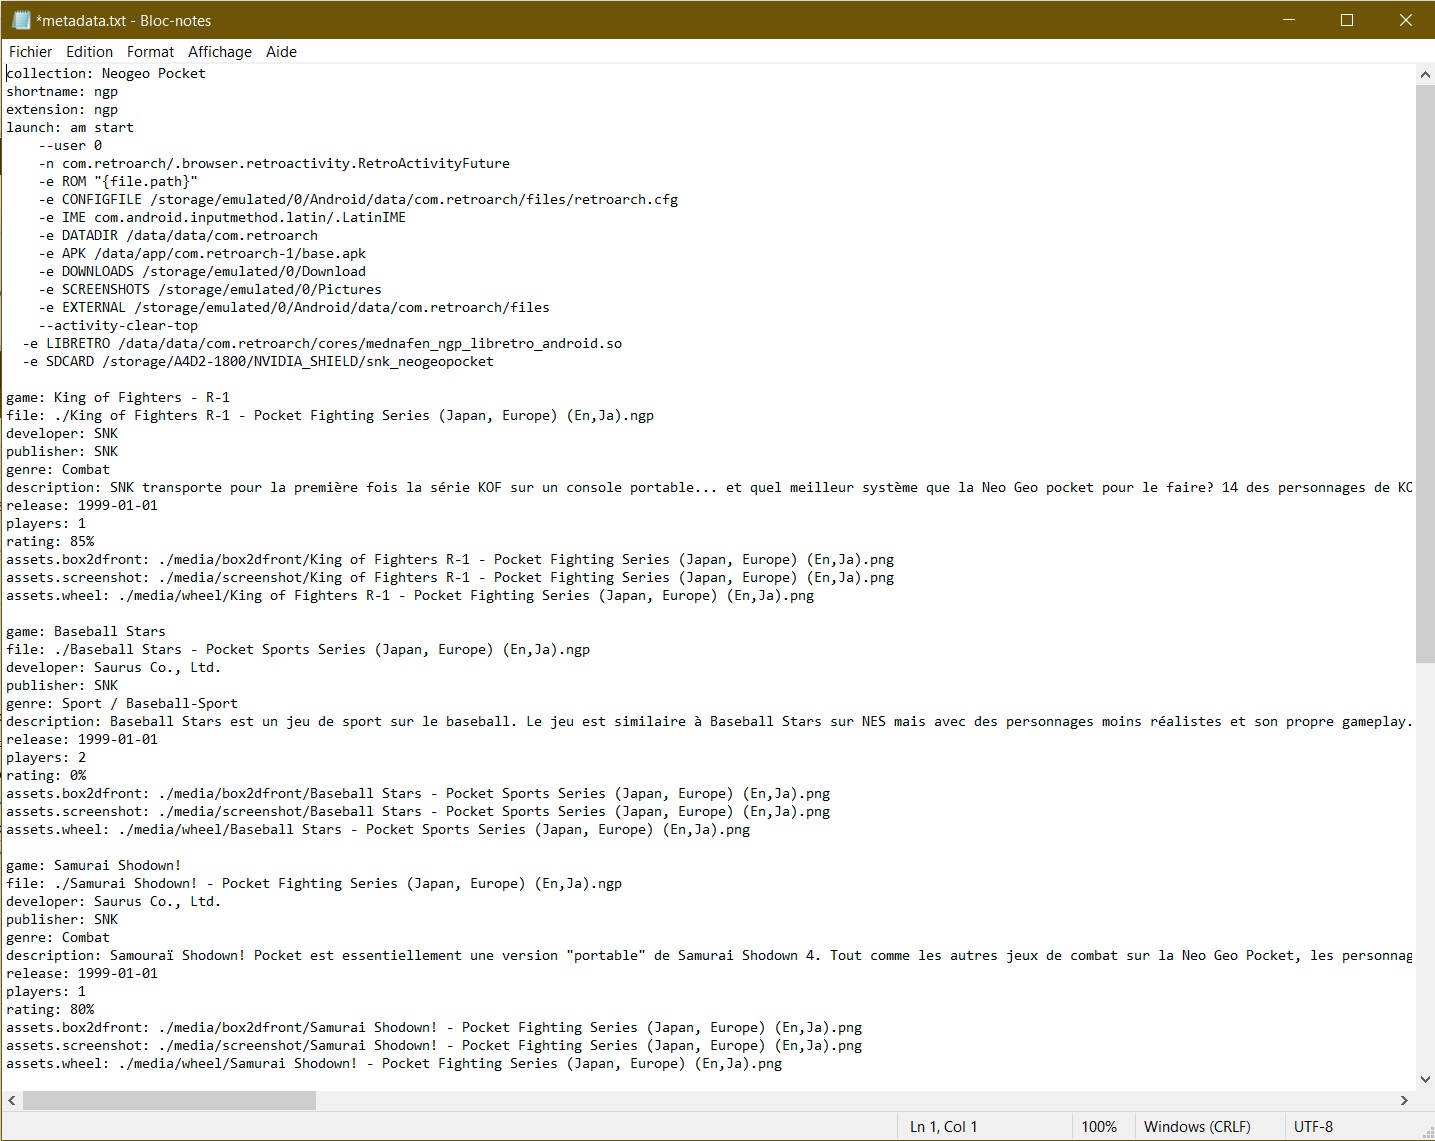 *metadata.txt - Bloc-notes
Fichier Edition Format Affichage Aide
collection: Neogeo Pocket
shortname: ngp
extension: ngp
launch: am start
    --user 0
    -n com.retroarch/.browser.retroactivity.RetroActivityFuture
    -e ROM "{file.path}"
    -e CONFIGFILE /storage/emulated/0/Android/data/com.retroarch/files/retroarch.cfg
    -e IME com.android.inputmethod.latin/.LatinIME
    -e DATADIR /data/data/com.retroarch
    -e APK /data/app/com.retroarch-1/base.apk
    -e DOWNLOADS /storage/emulated/0/Download
    -e SCREENSHOTS /storage/emulated/0/Pictures
    -e EXTERNAL /storage/emulated/0/Android/data/com.retroarch/files
    --activity-clear-top
  -e LIBRETRO /data/data/com.retroarch/cores/mednafen_ngp_libretro_android.so
  -e SDCARD /storage/A4D2-1800/NVIDIA_SHIELD/snk_neogeopocket
game: King of Fighters - R-1
file: ./King of Fighters R-1 - Pocket Fighting Series (Japan, Europe) (En,Ja).ngp
developer: SNK
publisher: SNK
genre: Combat
description: SNK transporte pour la première fois la série KOF sur un console portable... et quel meilleur système que la Neo Geo pocket pour le faire? 14 des personnages de KO
release: 1999-01-01
players: 1
rating: 85%
assets.box2dfront: ./media/box2dfront/King of Fighters R-1 - Pocket Fighting Series (Japan, Europe) (En,Ja).png
assets.screenshot: ./media/screenshot/King of Fighters R-1 - Pocket Fighting Series (Japan, Europe) (En,Ja).png
assets.wheel: ./media/wheel/King of Fighters R-1 - Pocket Fighting Series (Japan, Europe) (En,Ja).png
game: Baseball Stars
file: ./Baseball Stars - Pocket Sports Series (Japan, Europe) (En,Ja).ngp
developer: Saurus Co., Ltd.
publisher: SNK
genre: Sport / Baseball-Sport
description: Baseball Stars est un jeu de sport sur le baseball. Le jeu est similaire à Baseball Stars sur NES mais avec des personnages moins réalistes et son propre gameplay.
release: 1999-01-01
players: 2
rating: 0%
assets.box2dfront: ./media/box2dfront/Baseball Stars - Pocket Sports Series (Japan, Europe) (En,Ja).png
assets.screenshot: ./media/screenshot/Baseball Stars - Pocket Sports Series (Japan, Europe) (En,Ja).png
assets.wheel: ./media/wheel/Baseball Stars - Pocket Sports Series (Japan, Europe) (En,Ja).png
game: Samurai Shodown!
file: ./Samurai Shodown! - Pocket Fighting Series (Japan, Europe) (En,Ja).ngp
developer: Saurus Co., Ltd.
publisher: SNK
genre: Combat
description: Samouraï Shodown! Pocket est essentiellement une version "portable" de Samurai Shodown 4. Tout comme les autres jeux de combat sur la Neo Geo Pocket, les personnag
release: 1999-01-01
players: 1
rating: 80%
assets.box2dfront: ./media/box2dfront/Samurai Shodown! - Pocket Fighting Series (Japan, Europe) (En,Ja).png
assets.screenshot: ./media/screenshot/Samurai Shodown! - Pocket Fighting Series (Japan, Europe) (En,Ja).png
assets.wheel: ./media/wheel/Samurai Shodown! - Pocket Fighting Series (Japan, Europe) (En,Ja).png
Ln 1, Col 1 100% Windows (CRLF) UTF-8